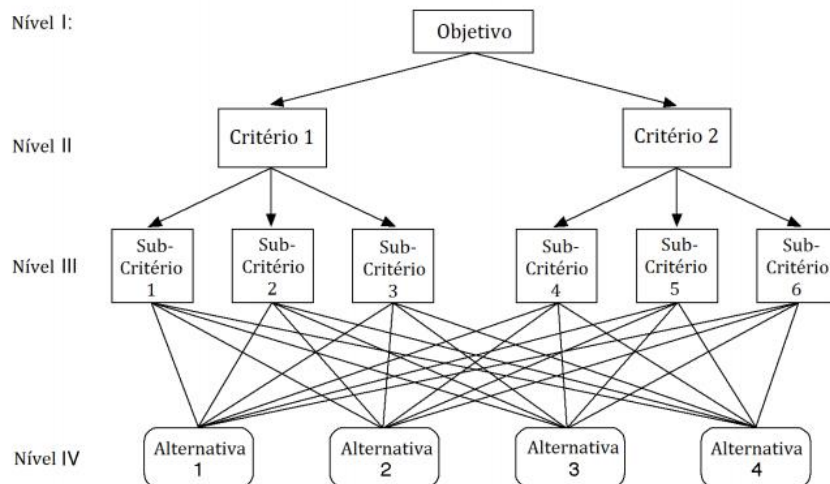 Nível I:
Objetivo
Nível II
Critério 1
Critério 2
Nível III
Sub-
Critério
1
Sub-
Critério
2
Sub-
Critério
3
Sub-
Critério
4
Sub-
Critério
5
Sub-
Critério
6
Nível IV
Alternativa
1
Alternativa
2
Alternativa
3
Alternativa
4